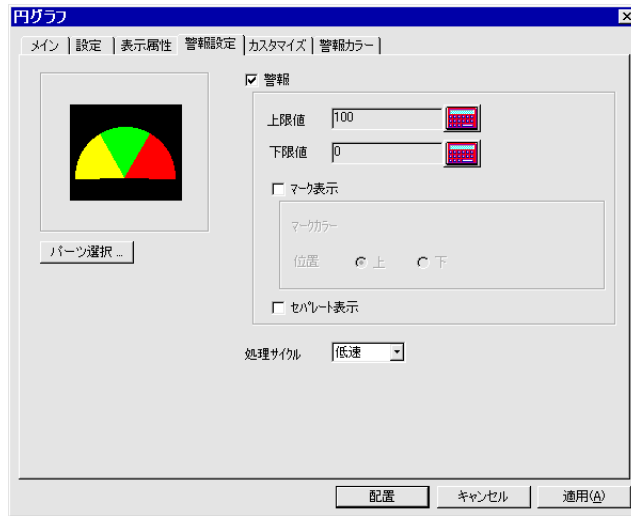 円グラフ
メイン 設定 表示属性 警報設定 カスタマイズ 警報カラー
警報
上限値 100
下限値 0
マーク表示
マークカラー
位置 上 下
パーツ選択 ...
セパレート表示
処理サイクル 低速
配置 キャンセル 適用(A)